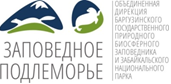 ЗАПОВЕДНОЕ
ПОДЛЕМОРЬЕ
ОБЪЕДИНЕННАЯ
ДИРЕКЦИЯ
БАРГУЗИНСКОГО
ГОСУДАРСТВЕННОГО
ПРИРОДНОГО
БИОСФЕРНОГО
ЗАПОВЕДНИКА
И ЗАБАЙКАЛЬСКОГО
НАЦИОНАЛЬНОГО
ПАРКА